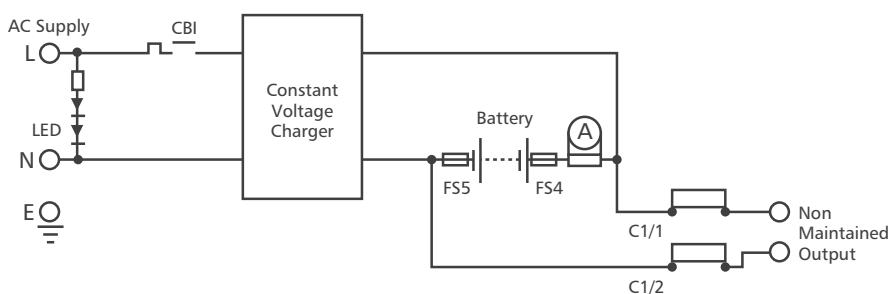 AC Supply
L
CBI
Constant
Voltage
Charger
LED
N
Battery
A
FS5
FS4
E
C1/1
Non
Maintained
Output
C1/2